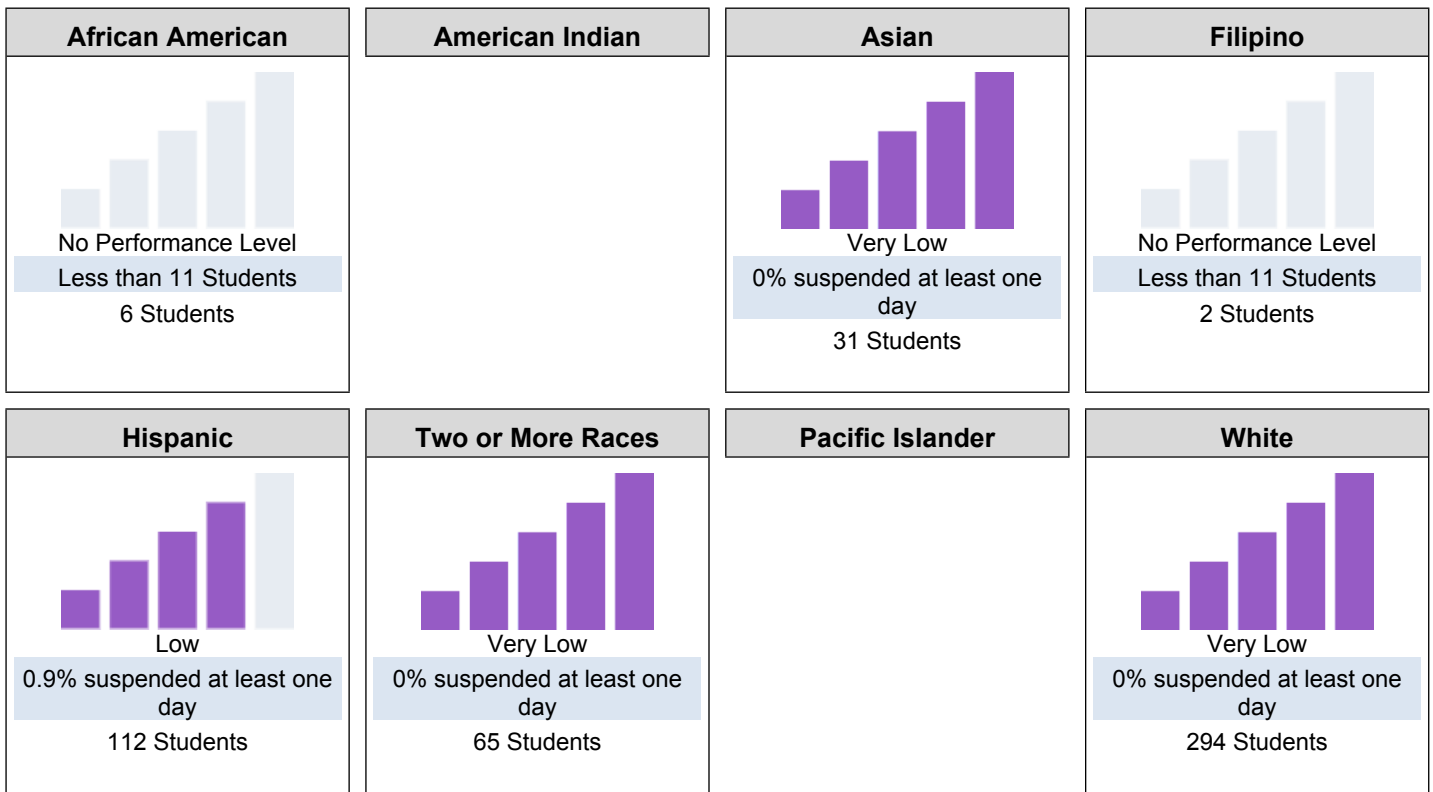 African American
No Performance Level
Less than 11 Students
6 Students
American Indian
Asian
Very Low
0% suspended at least one
day
31 Students
Filipino
No Performance Level
Less than 11 Students
2 Students
Hispanic
Low
0.9% suspended at least one
day
112 Students
Two or More Races
Very Low
0% suspended at least one
day
65 Students
Pacific Islander
White
Very Low
0% suspended at least one
day
294 Students